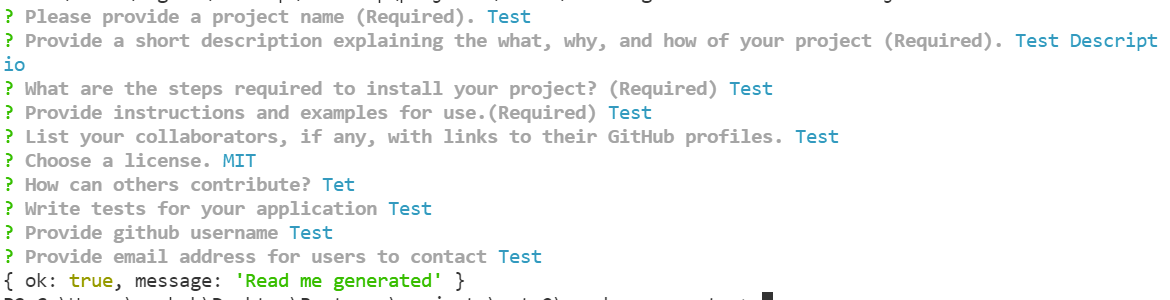 ? Please provide a project name (Required). Test
? Provide a short description explaining the what, why, and how of your project (Required). Test Descript
io
? What are the steps required to install your project? (Required) Test
? Provide instructions and examples for use.(Required) Test
? List your collaborators, if any, with links to their GitHub profiles. Test
? Choose a license. MIT
? How can others contribute? Tet
? Write tests for your application Test
? Provide github username Test
? Provide email address for users to contact Test
{ ok: true, message: 'Read me generated' }